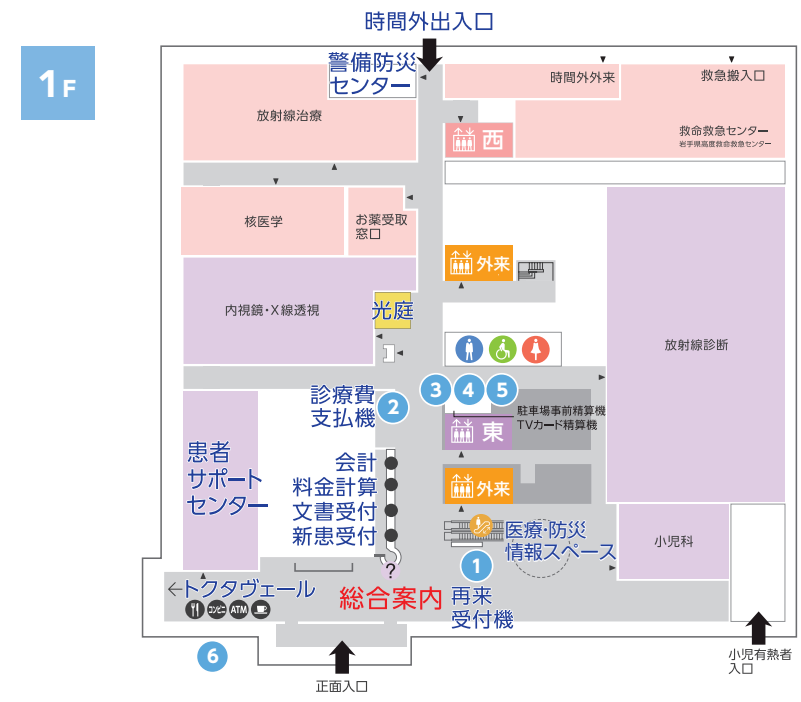 時間外出入口
1F
警備防災
センター
時間外外来
救急搬入口
放射線治療
西
救命救急センター
岩手県高度救命救急センター
核医学
お薬受取
窓口
外来
内視鏡・X線透視
光庭
放射線診断
3
4
5
診療費
支払機
2
駐車場事前精算機
TVカード精算機
東
患者
サポート
センター
会計
料金計算
文書受付
新患受付
外来
医療・防災
情報スペース
小児科
?
1
トクタヴェール
コンビニ
ATM
総合案内
再来
受付機
6
正面入口
小児有熱者
入口